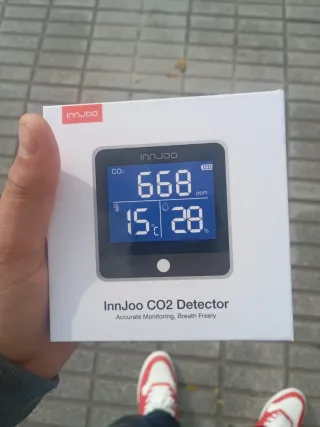 INNJOO
INNJOO
CO₂
668 ppm
15 °C 28 %
InnJoo CO2 Detector
Accurate Monitoring, Breath Freely